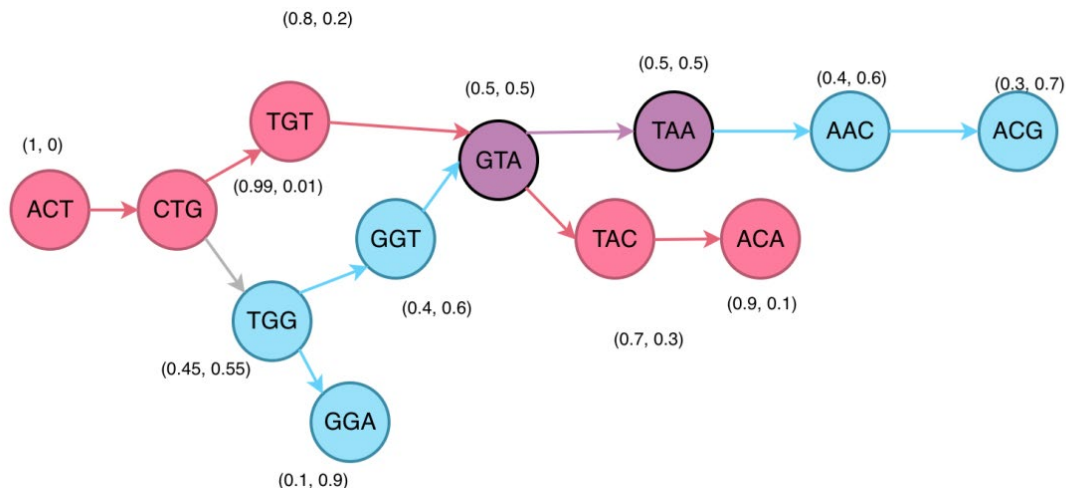 (0.8, 0.2)
(0.5, 0.5)
(0.4, 0.6)
(0.3, 0.7)
(0.5, 0.5)
TGT
TAA
AAC
ACG
(1, 0)
GTA
(0.99, 0.01)
ACT
CTG
GGT
TAC
ACA
(0.4, 0.6)
(0.9, 0.1)
TGG
(0.7, 0.3)
(0.45, 0.55)
GGA
(0.1, 0.9)